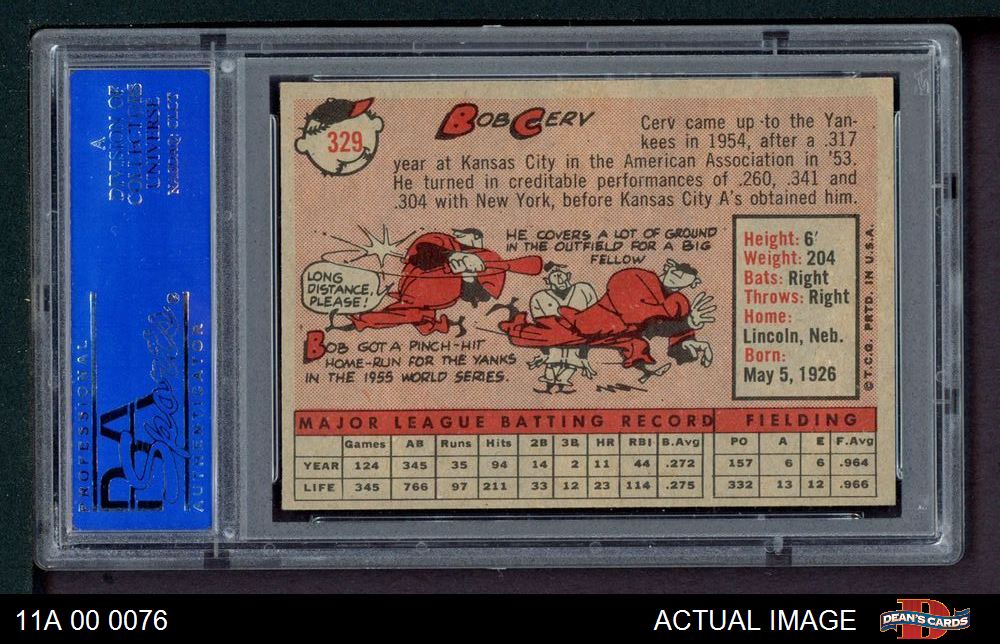 A
DIVISION OF
COLLECTORS
UNIVERSE
NASDAQ: CLCT
PROFESSIONAL
PSA
Sports
AUTHENTICATOR
329
BOB CERV
Cerv came up to the Yan-
kees in 1954, after a .317
year at Kansas City in the American Association in '53.
He turned in creditable performances of .260, .341 and
.304 with New York, before Kansas City A's obtained him.
LONG
DISTANCE,
PLEASE!
BOB GOT A PINCH-HIT
HOME-RUN FOR THE YANKS
IN THE 1955 WORLD SERIES.
HE COVERS A LOT OF GROUND
IN THE OUTFIELD FOR A BIG
FELLOW
Height: 6'
Weight: 204
Bats: Right
Throws: Right
Home:
Lincoln, Neb.
Born:
May 5, 1926
© T.C.G. PRTD. IN U.S.A.
MAJOR LEAGUE BATTING RECORD FIELDING
Games AB Runs Hits 2B 3B HR RBI B.Avg PO A E F.Avg
YEAR 124 345 35 94 14 2 11 44 .272 157 6 6 .964
LIFE 345 766 97 211 33 12 23 114 .275 332 13 12 .966
11A 00 0076
ACTUAL IMAGE
D
DEAN'S CARDS